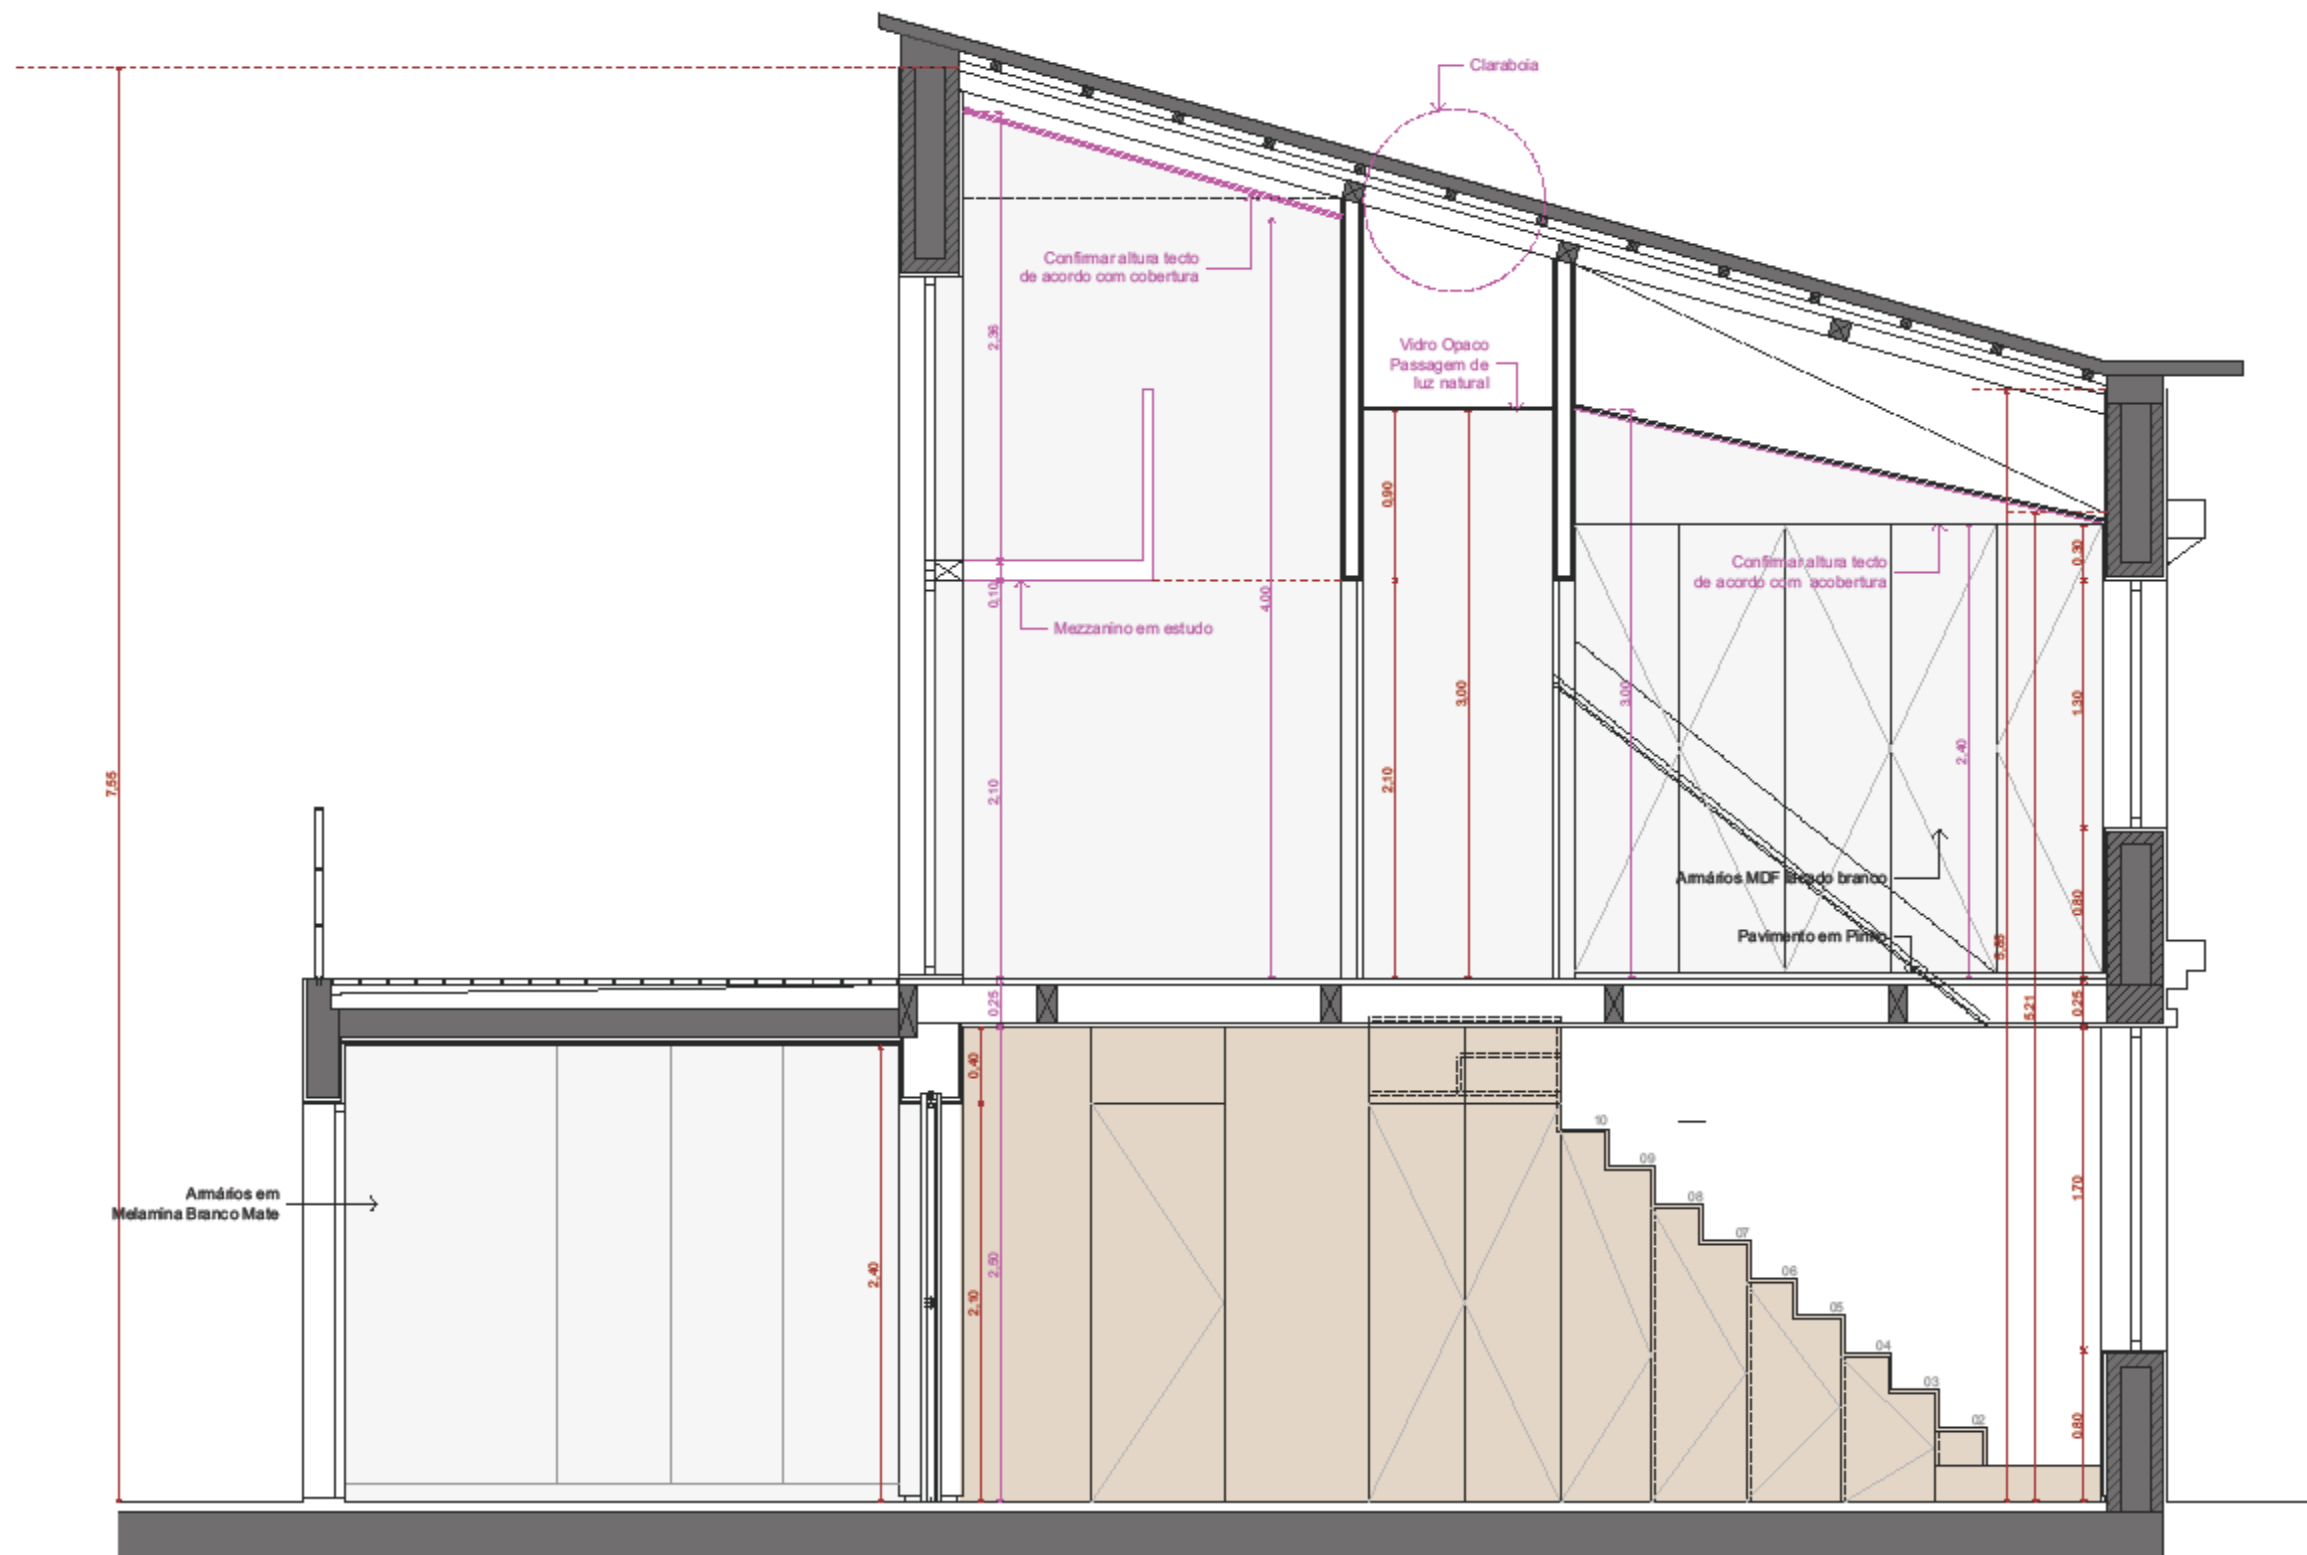 Claraboia
Confirmar altura tecto
de acordo com cobertura
2,36
Vidro Opaco
Passagem de
luz natural
0,90
Confirmar altura tecto
de acordo com acobertura
0,30
0,10
4,00
Mezzanino em estudo
3,00
3,00
1,30
2,40
7,55
2,10
2,10
Armários MDF lacado branco
0,80
Pavimento em Pinho
5,21
0,25
0,25
0,40
10
09
08
07
06
05
04
03
02
Armários em
Melamina Branco Mate
1,70
2,40
2,10
0,80